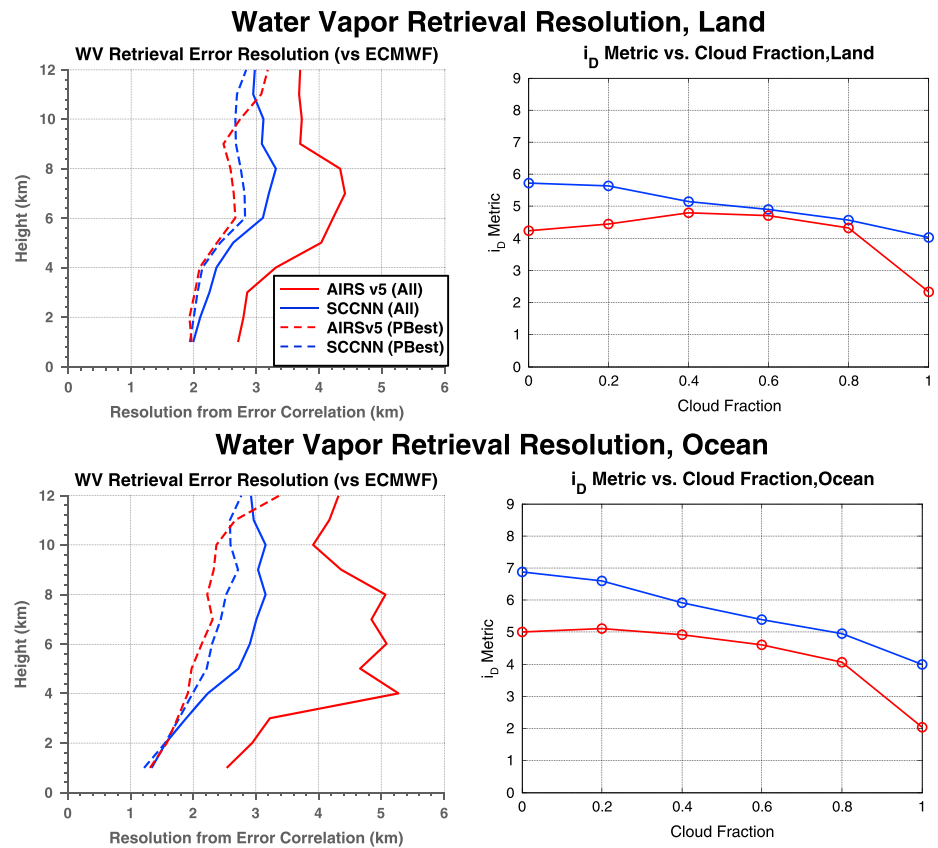 Water Vapor Retrieval Resolution, Land
WV Retrieval Error Resolution (vs ECMWF)
12
10
8
6
4
2
0
Height (km)
AIRS v5 (All)
SCCNN (All)
AIRSv5 (PBest)
SCCNN (PBest)
0 1 2 3 4 5 6
Resolution from Error Correlation (km)
iD Metric vs. Cloud Fraction,Land
9
8
7
6
5
4
3
2
1
0
iD Metric
0 0.2 0.4 0.6 0.8 1
Cloud Fraction
Water Vapor Retrieval Resolution, Ocean
WV Retrieval Error Resolution (vs ECMWF)
12
10
8
6
4
2
0
Height (km)
0 1 2 3 4 5 6
Resolution from Error Correlation (km)
iD Metric vs. Cloud Fraction,Ocean
9
8
7
6
5
4
3
2
1
0
iD Metric
0 0.2 0.4 0.6 0.8 1
Cloud Fraction